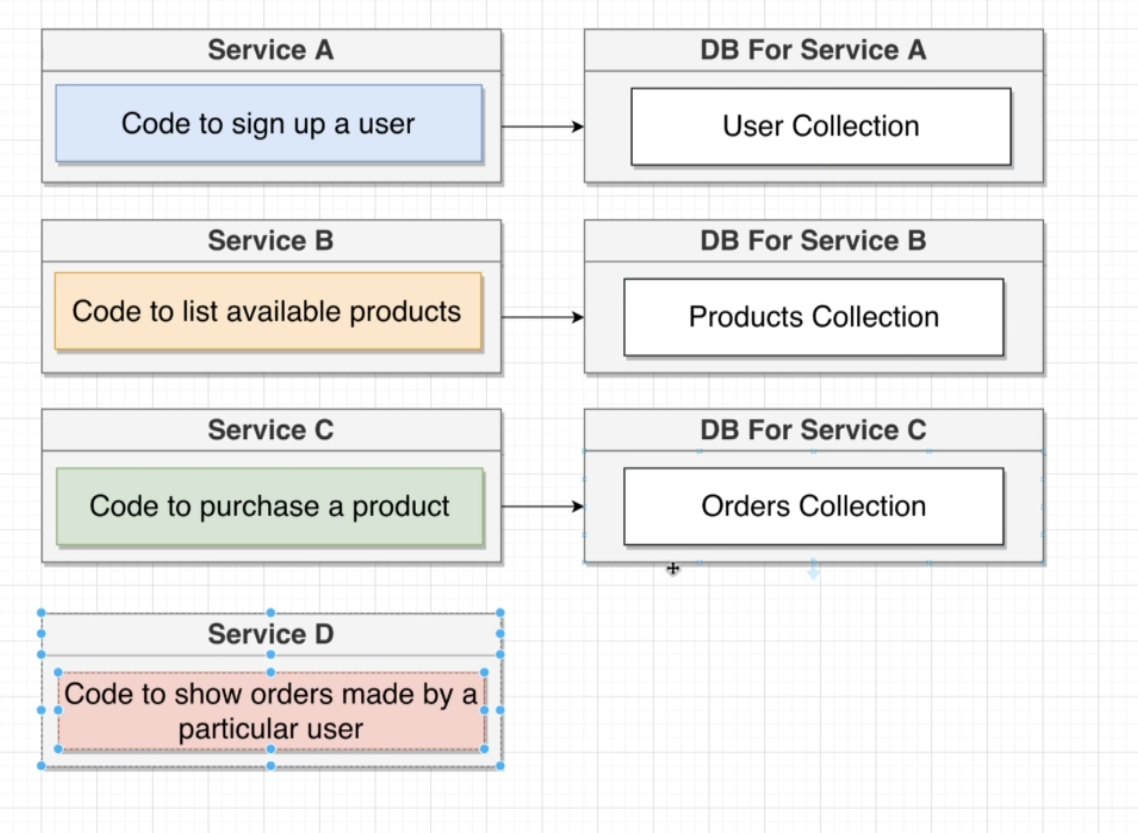 Service A
DB For Service A
Code to sign up a user
User Collection
Service B
DB For Service B
Code to list available products
Products Collection
Service C
DB For Service C
Code to purchase a product
Orders Collection
Service D
Code to show orders made by a
particular user